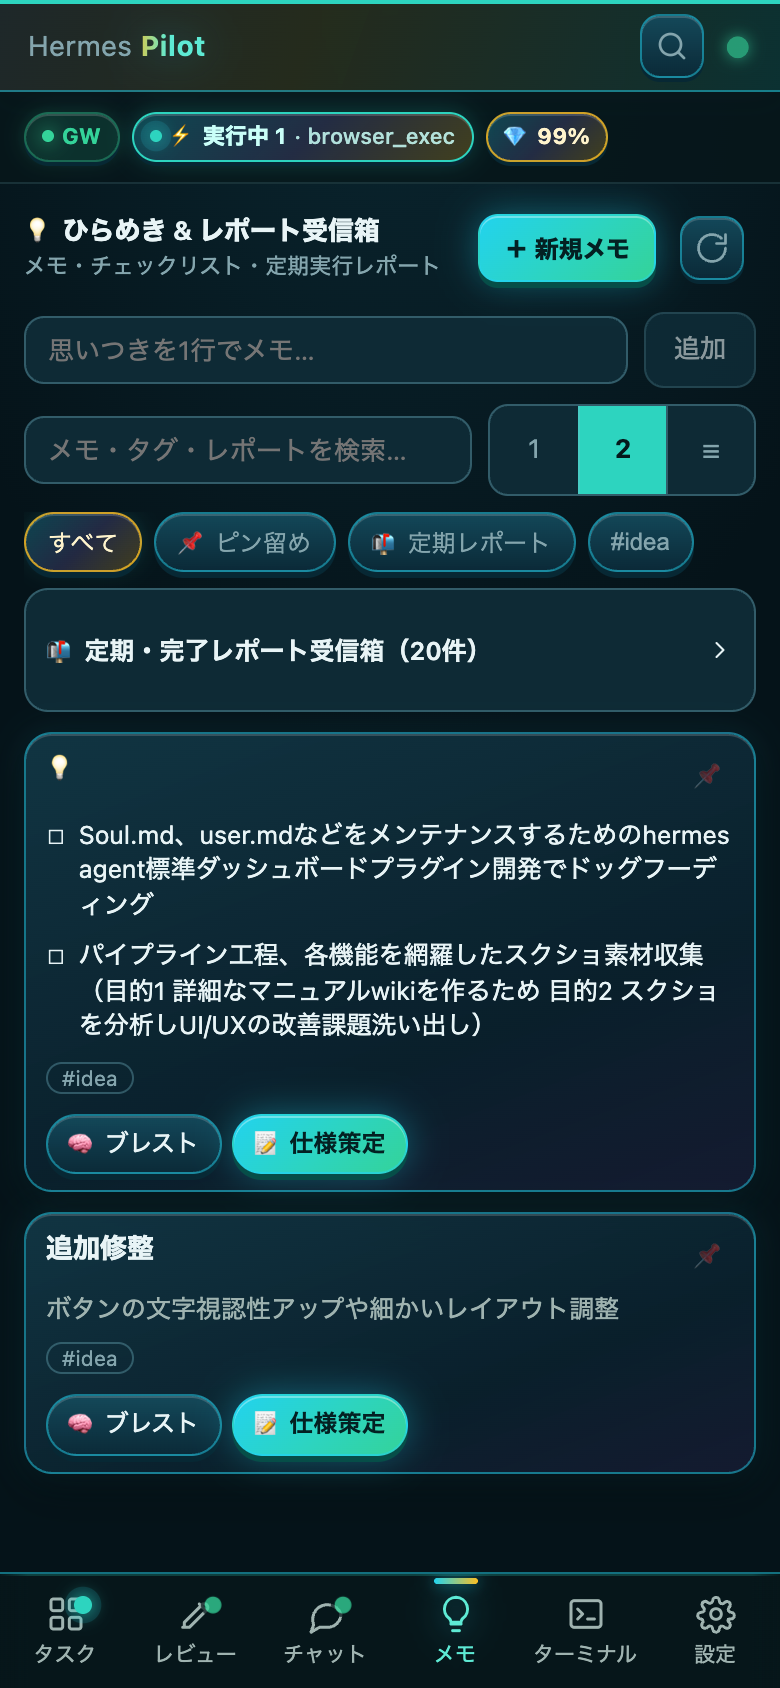 Hermes Pilot
GW
⚡ 実行中 1 · browser_exec
💎 99%
💡 ひらめき & レポート受信箱
メモ・チェックリスト・定期実行レポート
+ 新規メモ
思いつきを1行でメモ...
追加
メモ・タグ・レポートを検索...
1
2
≡
すべて
📌 ピン留め
📬 定期レポート
#idea
📬 定期・完了レポート受信箱（20件）
💡
📌
☐ Soul.md、user.mdなどをメンテナンスするためのhermes
agent標準ダッシュボードプラグイン開発でドッグフーデ
ィング
☐ パイプライン工程、各機能を網羅したスクショ素材収集
（目的1 詳細なマニュアルwikiを作るため 目的2 スクショ
を分析しUI/UXの改善課題洗い出し）
#idea
🧠 ブレスト
📝 仕様策定
追加修整
📌
ボタンの文字視認性アップや細かいレイアウト調整
#idea
🧠 ブレスト
📝 仕様策定
タスク
レビュー
チャット
メモ
ターミナル
設定